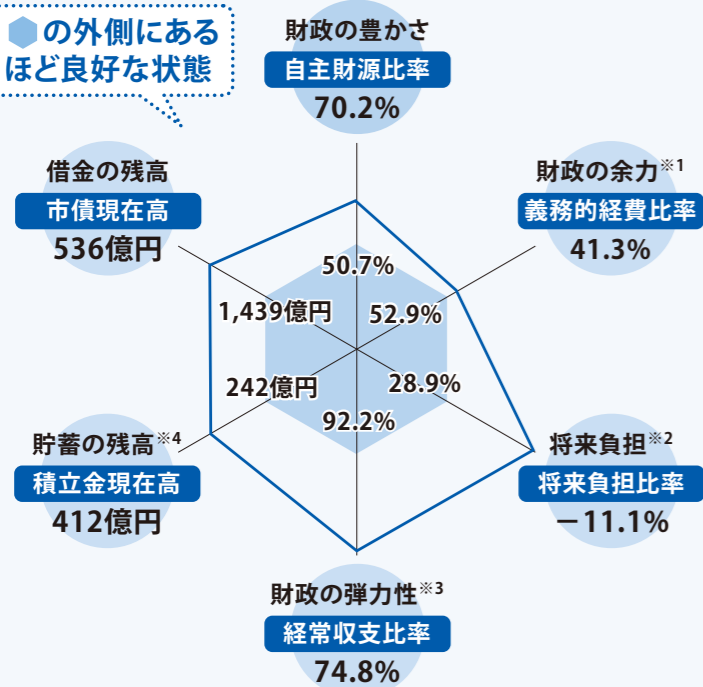 の外側にある
ほど良好な状態
財政の豊かさ
自主財源比率
70.2%
借金の残高
市債現在高
536億円
財政の余力※1
義務的経費比率
41.3%
50.7%
1,439億円
52.9%
242億円
28.9%
92.2%
貯蓄の残高※4
積立金現在高
412億円
将来負担※2
将来負担比率
－11.1%
財政の弾力性※3
経常収支比率
74.8%